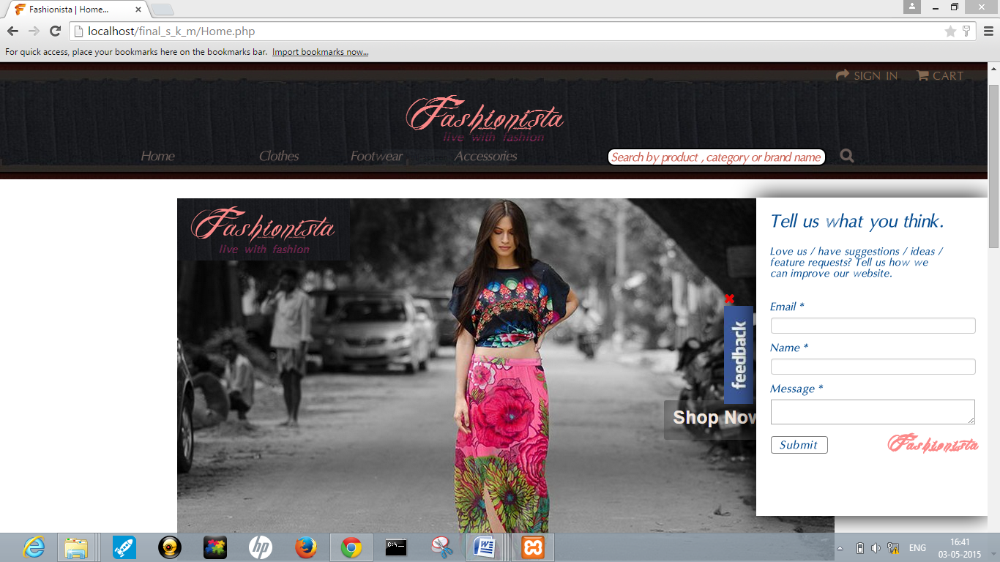 Fashionista | Home...
localhost/final_s_k_m/Home.php
For quick access, place your bookmarks here on the bookmarks bar. Import bookmarks now...
SIGN IN CART
Fashionista
live with fashion
Home Clothes Footwear Accessories Search by product , category or brand name
Fashionista
live with fashion
feedback
Shop Now
Tell us what you think.
Love us / have suggestions / ideas /
feature requests? Tell us how we
can improve our website.
Email *
Name *
Message *
Submit Fashionista
hp C:\ W
ENG 16:41
03-05-2015